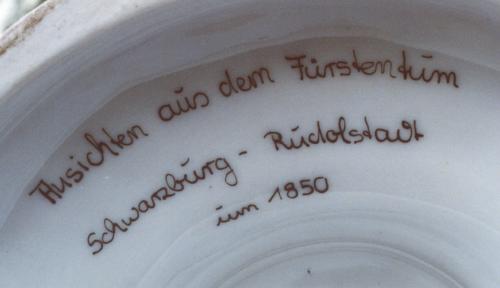 Ansichten aus dem Fürstentum
Schwarzburg - Rudolstadt
um 1850